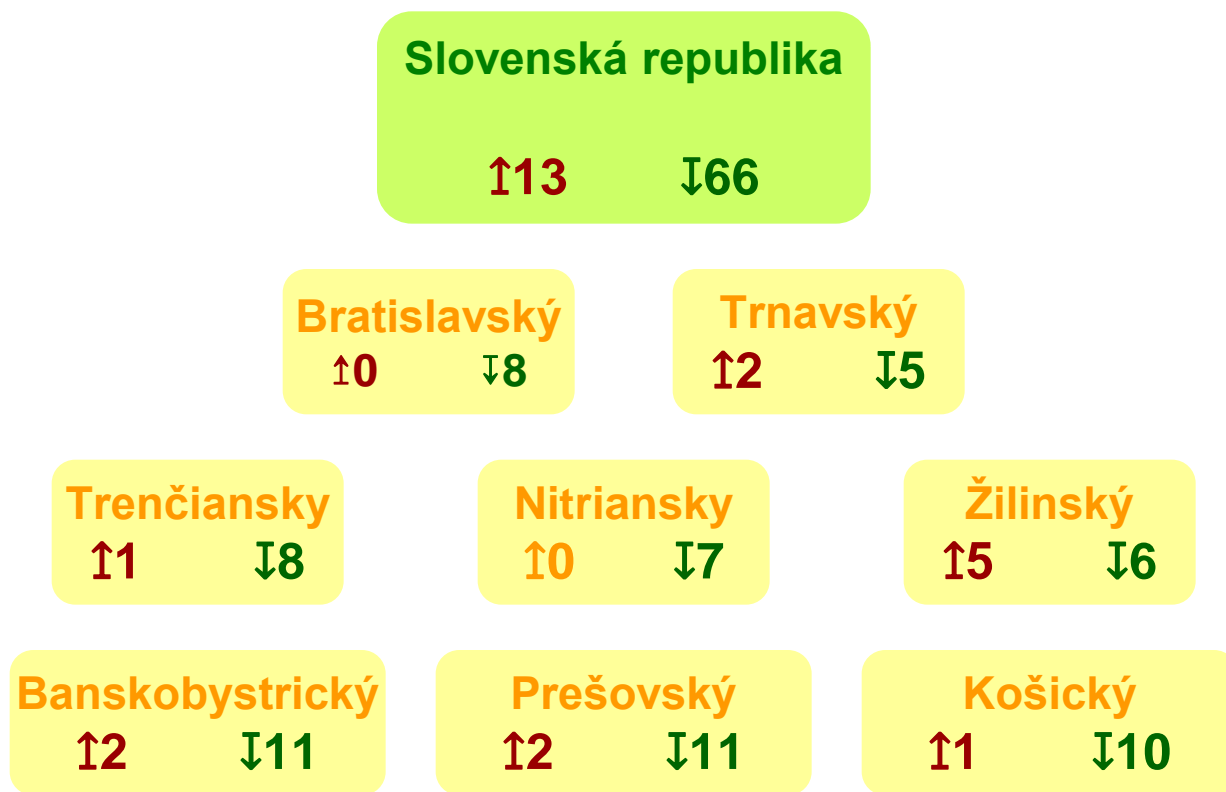 Slovenská republika
↥13 ↧66
Bratislavský
↥0 ↧8
Trnavský
↥2 ↧5
Trenčiansky
↥1 ↧8
Nitriansky
↥0 ↧7
Žilinský
↥5 ↧6
Banskobystrický
↥2 ↧11
Prešovský
↥2 ↧11
Košický
↥1 ↧10